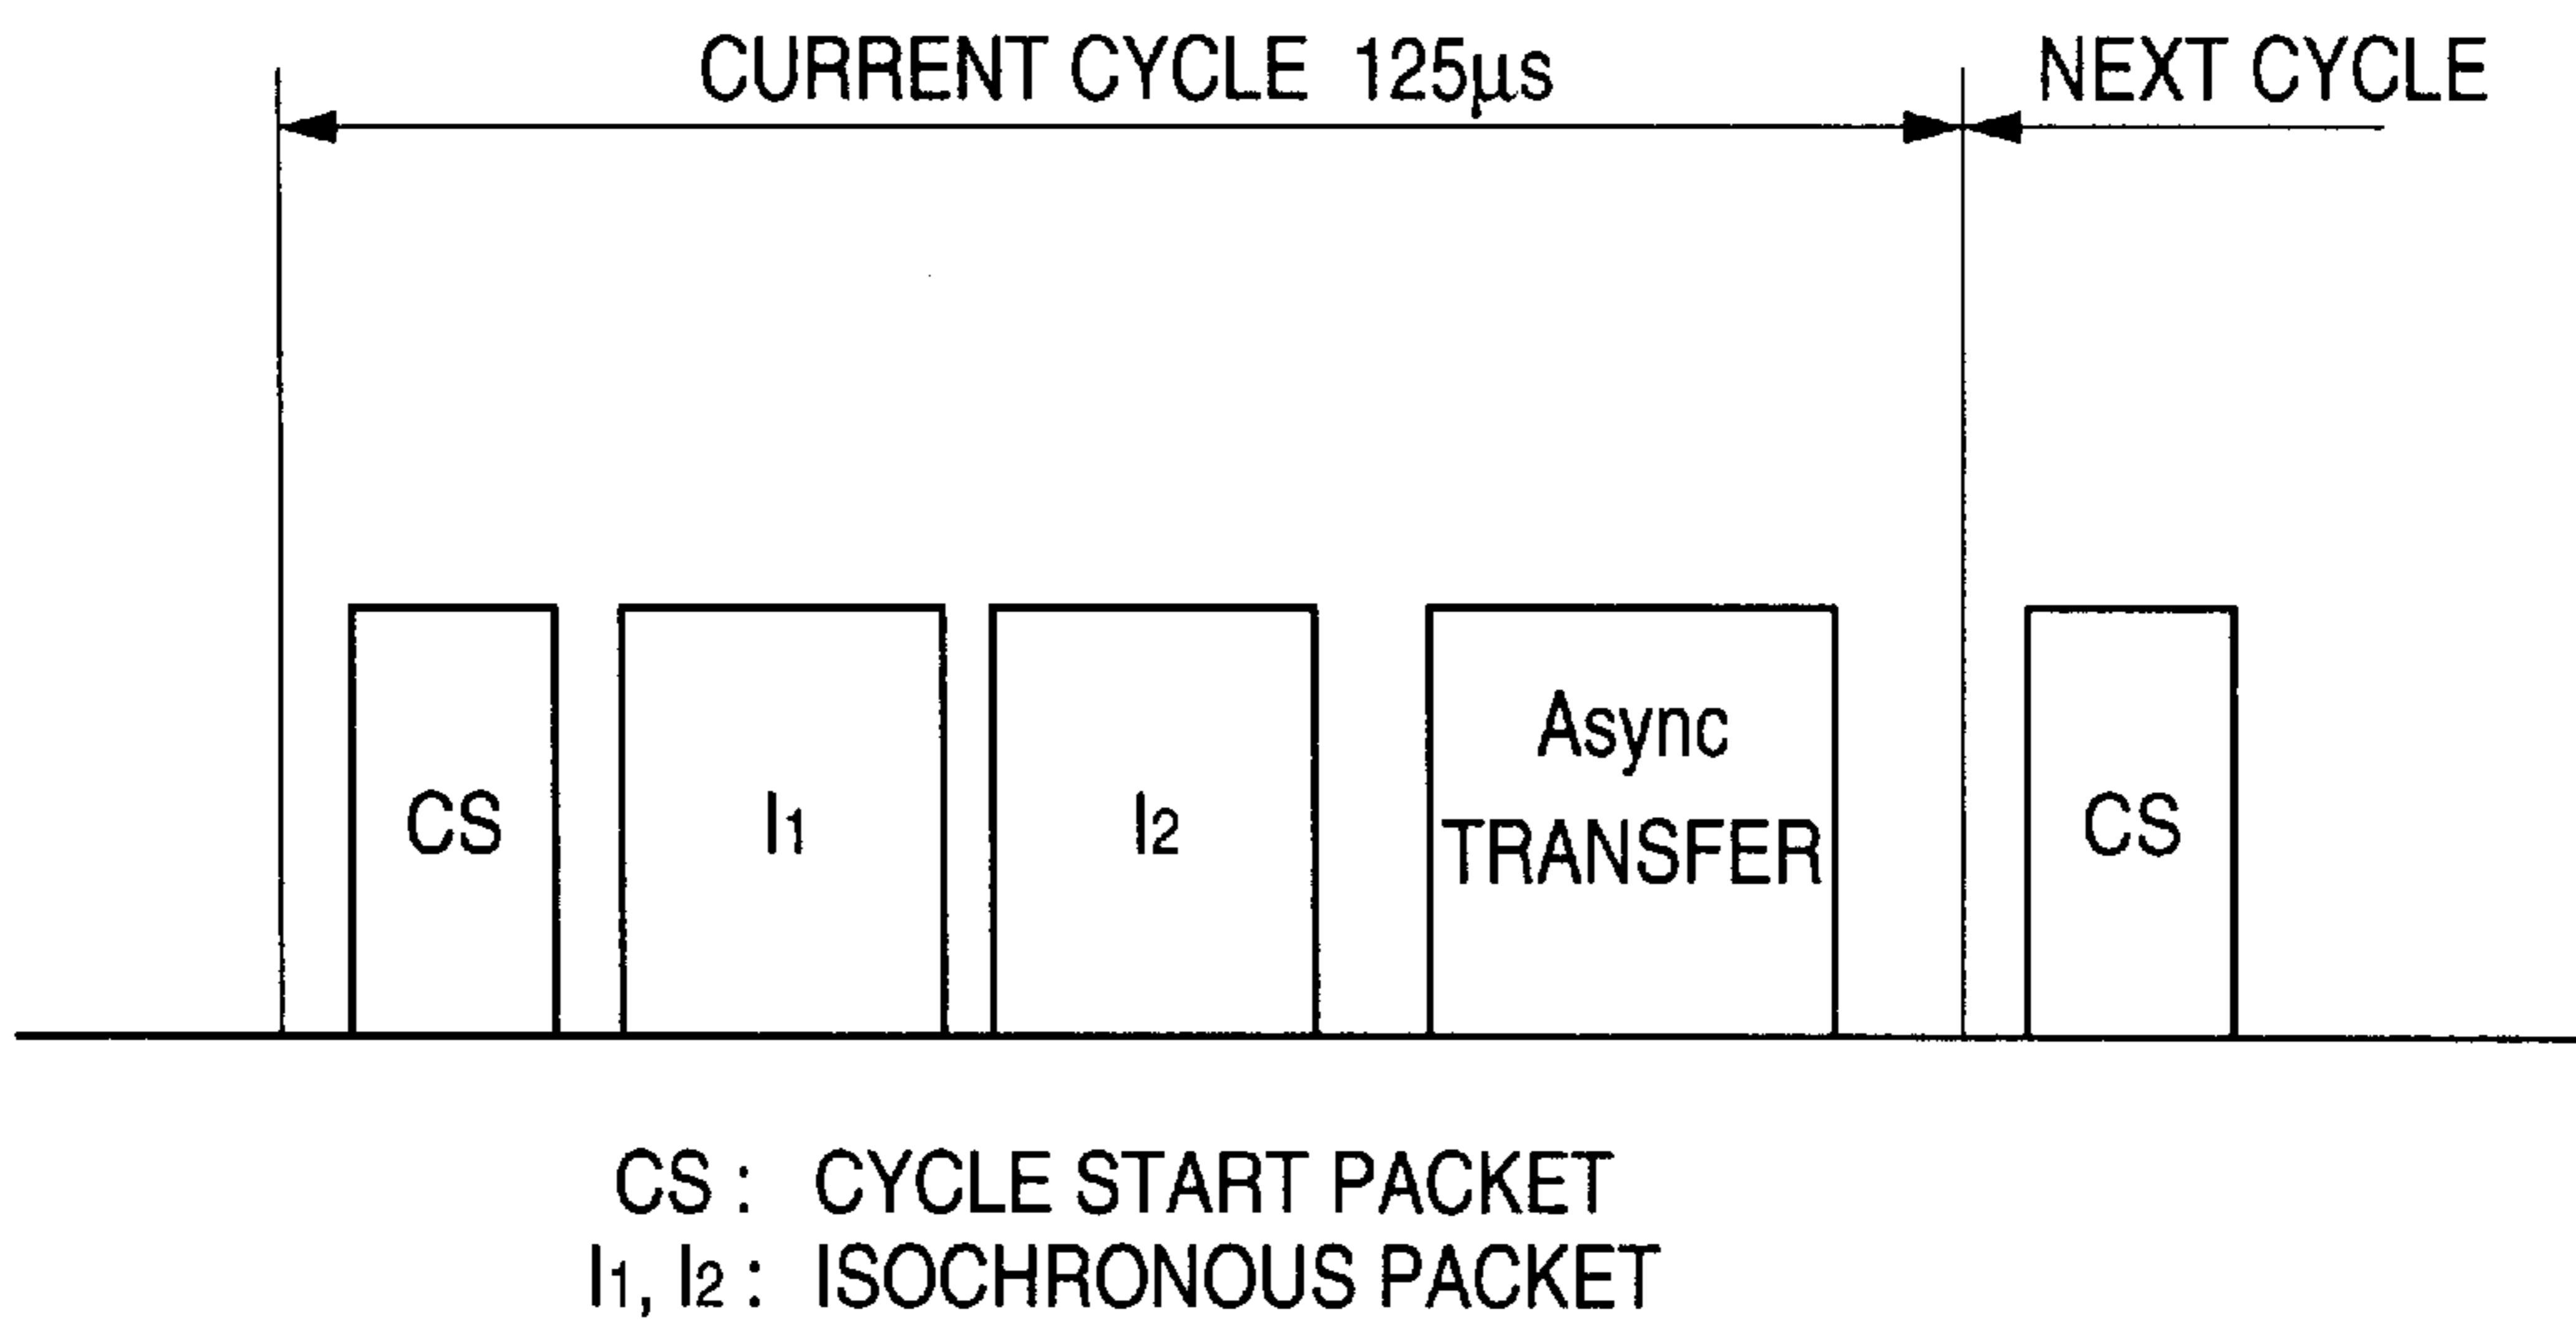 CURRENT CYCLE 125μs
NEXT CYCLE
CS
I1
I2
Async
TRANSFER
CS
CS : CYCLE START PACKET
I1, I2 : ISOCHRONOUS PACKET